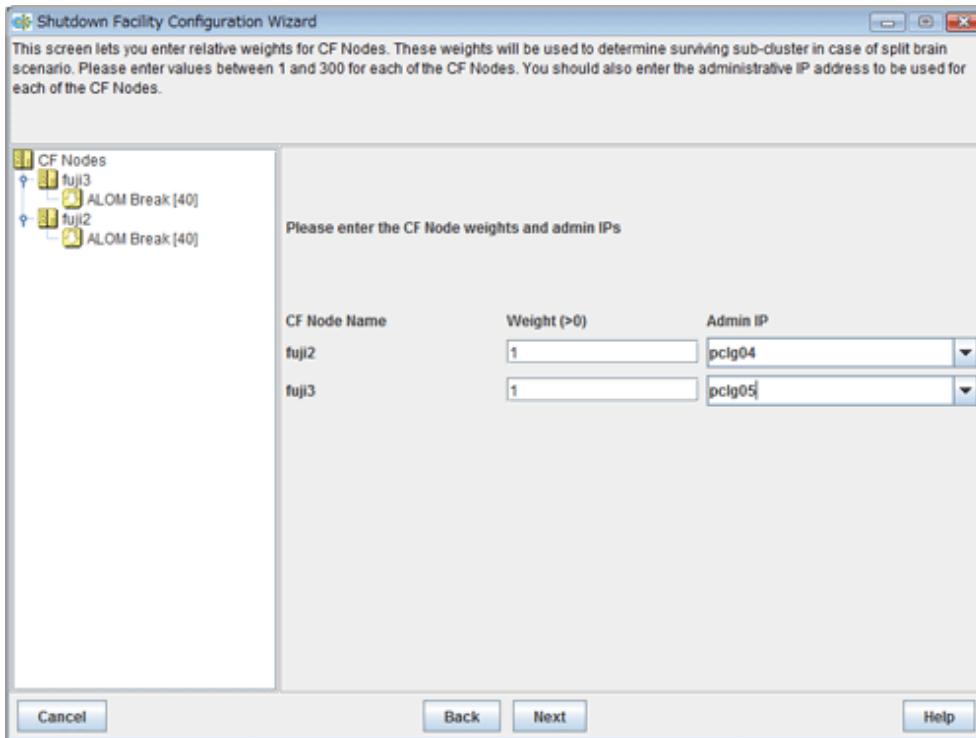 Shutdown Facility Configuration Wizard
This screen lets you enter relative weights for CF Nodes. These weights will be used to determine surviving sub-cluster in case of split brain
scenario. Please enter values between 1 and 300 for each of the CF Nodes. You should also enter the administrative IP address to be used for
each of the CF Nodes.
CF Nodes
fuji3
ALOM Break [40]
fuji2
ALOM Break [40]
Please enter the CF Node weights and admin IPs
CF Node Name Weight (>0) Admin IP
fuji2 1 pclg04
fuji3 1 pclg05
Cancel Back Next Help